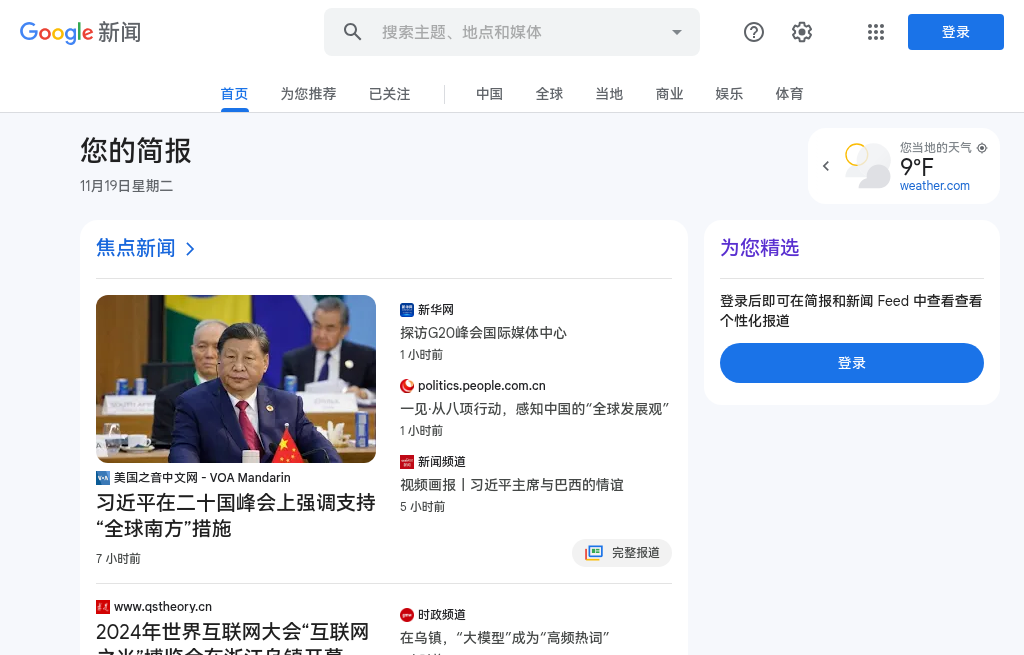 Google 新闻
搜索主题、地点和媒体
登录
首页
为您推荐
已关注
中国
全球
当地
商业
娱乐
体育
您的简报
11月19日星期二
您当地的天气
9°F
weather.com
焦点新闻
美国之音中文网 - VOA Mandarin
习近平在二十国峰会上强调支持
“全球南方”措施
7 小时前
新华网
探访G20峰会国际媒体中心
1 小时前
politics.people.com.cn
一见·从八项行动，感知中国的“全球发展观”
1 小时前
新闻频道
视频画报丨习近平主席与巴西的情谊
5 小时前
完整报道
www.qstheory.cn
2024年世界互联网大会“互联网
之光”博览会在浙江乌镇开幕
时政频道
在乌镇，“大模型”成为“高频热词”
为您精选
登录后即可在简报和新闻 Feed 中查看查看
个性化报道
登录